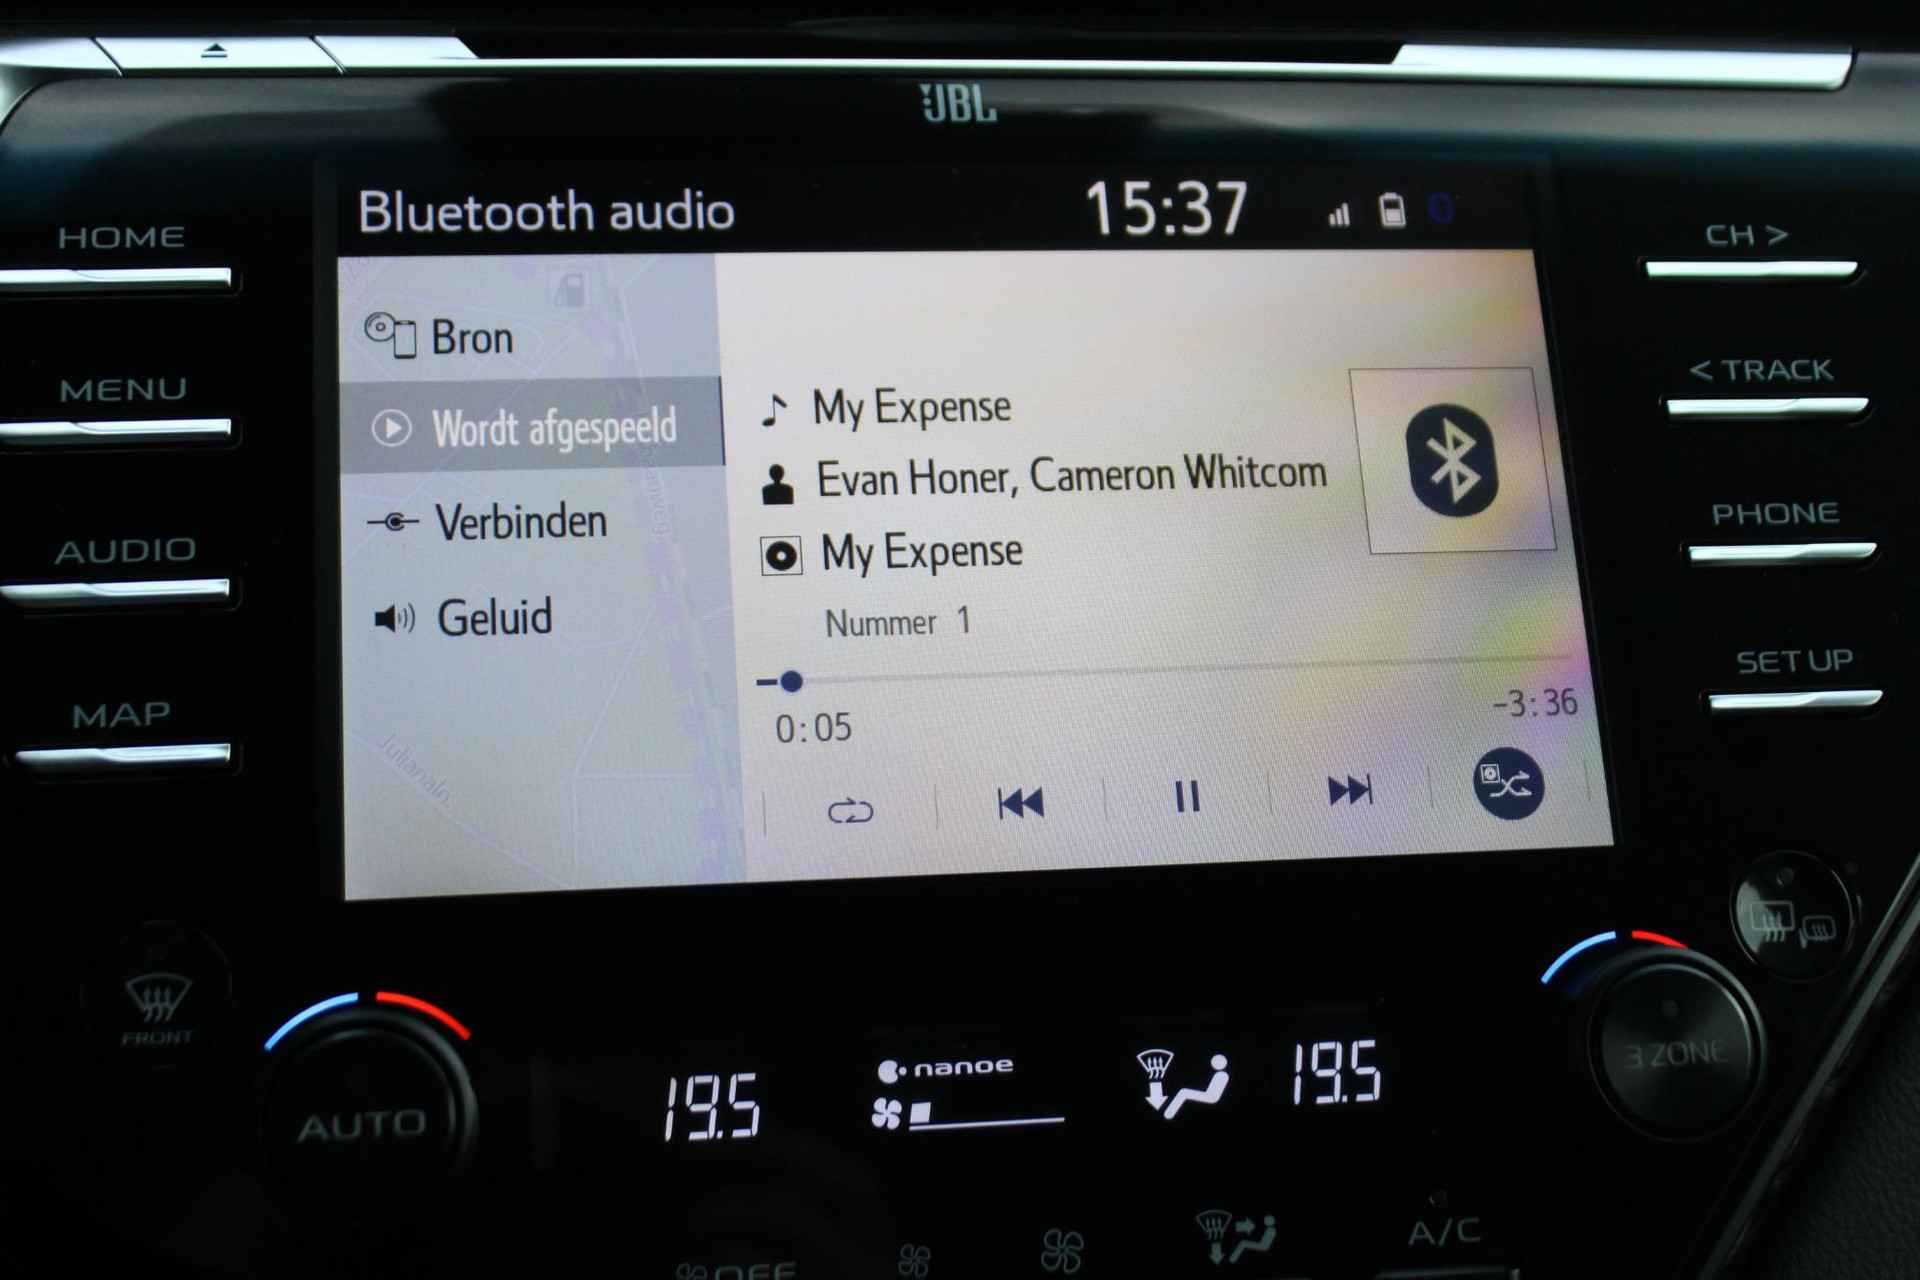 JBL
Bluetooth audio 15:37
HOME
MENU
AUDIO
MAP
Bron
Wordt afgespeeld
Verbinden
Geluid
Julianaln.
My Expense
Evan Honer, Cameron Whitcom
My Expense
Nummer 1
0:05
-3:36
CH >
< TRACK
PHONE
SET UP
FRONT
AUTO
19.5
nanoe
19.5
3 ZONE
OFF
A/C